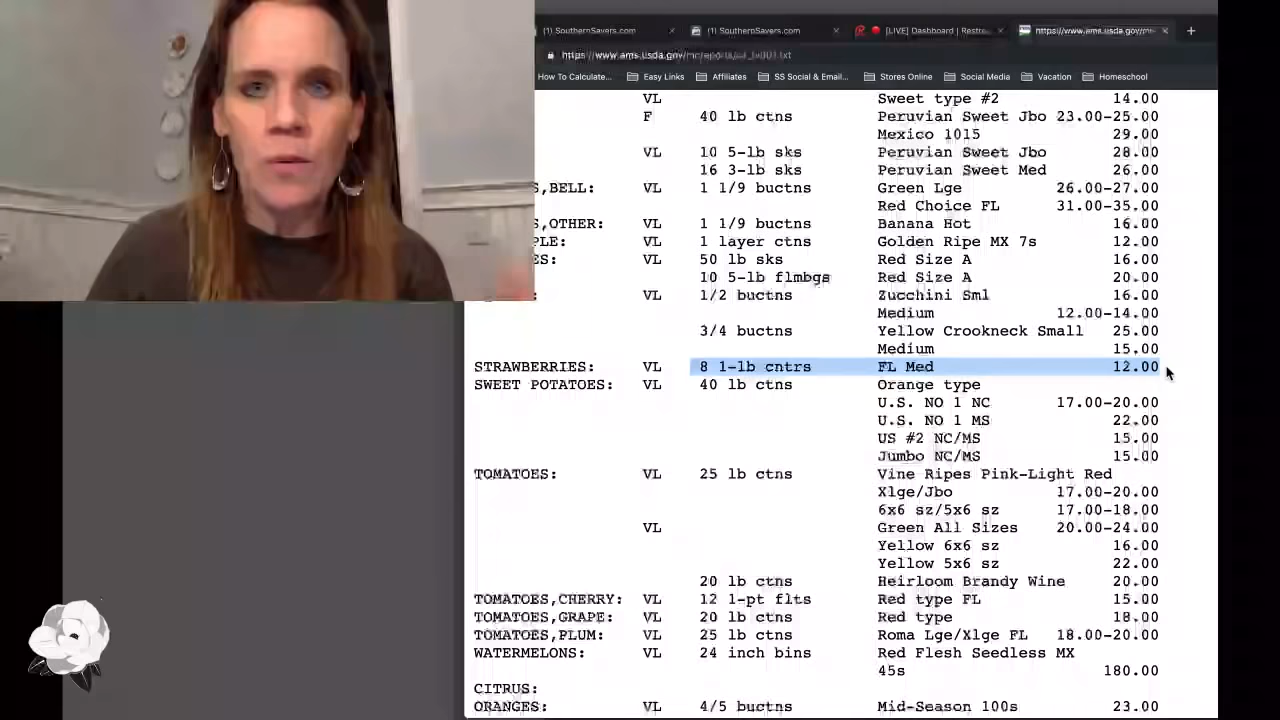 (1) SouthernSavers.com × (1) SouthernSavers.com × [LIVE] Dashboard | Restre × https://www.ams.usda.gov/m × +
https://www.ams.usda.gov/
How To Calculate... Easy Links Affiliates SS Social & Email... Stores Online Social Media Vacation Homeschool
VL Sweet type #2 14.00
F 40 lb ctns Peruvian Sweet Jbo 23.00-25.00
Mexico 1015 29.00
VL 10 5-lb sks Peruvian Sweet Jbo 28.00
16 3-lb sks Peruvian Sweet Med 26.00
S,BELL: VL 1 1/9 buctns Green Lge 26.00-27.00
Red Choice FL 31.00-35.00
S,OTHER: VL 1 1/9 buctns Banana Hot 16.00
PLE: VL 1 layer ctns Golden Ripe MX 7s 12.00
ES: VL 50 lb sks Red Size A 16.00
10 5-lb flmbgs Red Size A 20.00
VL 1/2 buctns Zucchini Sml 16.00
Medium 12.00-14.00
3/4 buctns Yellow Crookneck Small 25.00
Medium 15.00
STRAWBERRIES: VL 8 1-lb cntrs FL Med 12.00
SWEET POTATOES: VL 40 lb ctns Orange type
U.S. NO 1 NC 17.00-20.00
U.S. NO 1 MS 22.00
US #2 NC/MS 15.00
Jumbo NC/MS 15.00
TOMATOES: VL 25 lb ctns Vine Ripes Pink-Light Red
Xlge/Jbo 17.00-20.00
6x6 sz/5x6 sz 17.00-18.00
VL Green All Sizes 20.00-24.00
Yellow 6x6 sz 16.00
Yellow 5x6 sz 22.00
20 lb ctns Heirloom Brandy Wine 20.00
TOMATOES,CHERRY: VL 12 1-pt flts Red type FL 15.00
TOMATOES,GRAPE: VL 20 lb ctns Red type 18.00
TOMATOES,PLUM: VL 25 lb ctns Roma Lge/Xlge FL 18.00-20.00
WATERMELONS: VL 24 inch bins Red Flesh Seedless MX
45s 180.00
CITRUS:
ORANGES: VL 4/5 buctns Mid-Season 100s 23.00